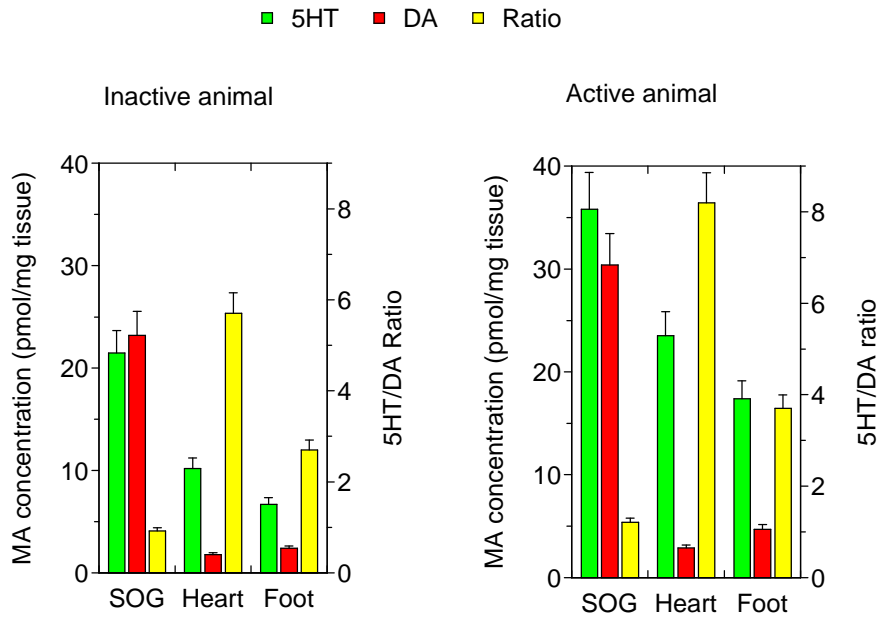 5HT DA Ratio
Inactive animal
MA concentration (pmol/mg tissue)
40
30
20
10
0
8
6
4
2
0
5HT/DA Ratio
SOG Heart Foot
Active animal
MA concentration (pmol/mg tissue)
40
30
20
10
0
8
6
4
2
0
5HT/DA ratio
SOG Heart Foot